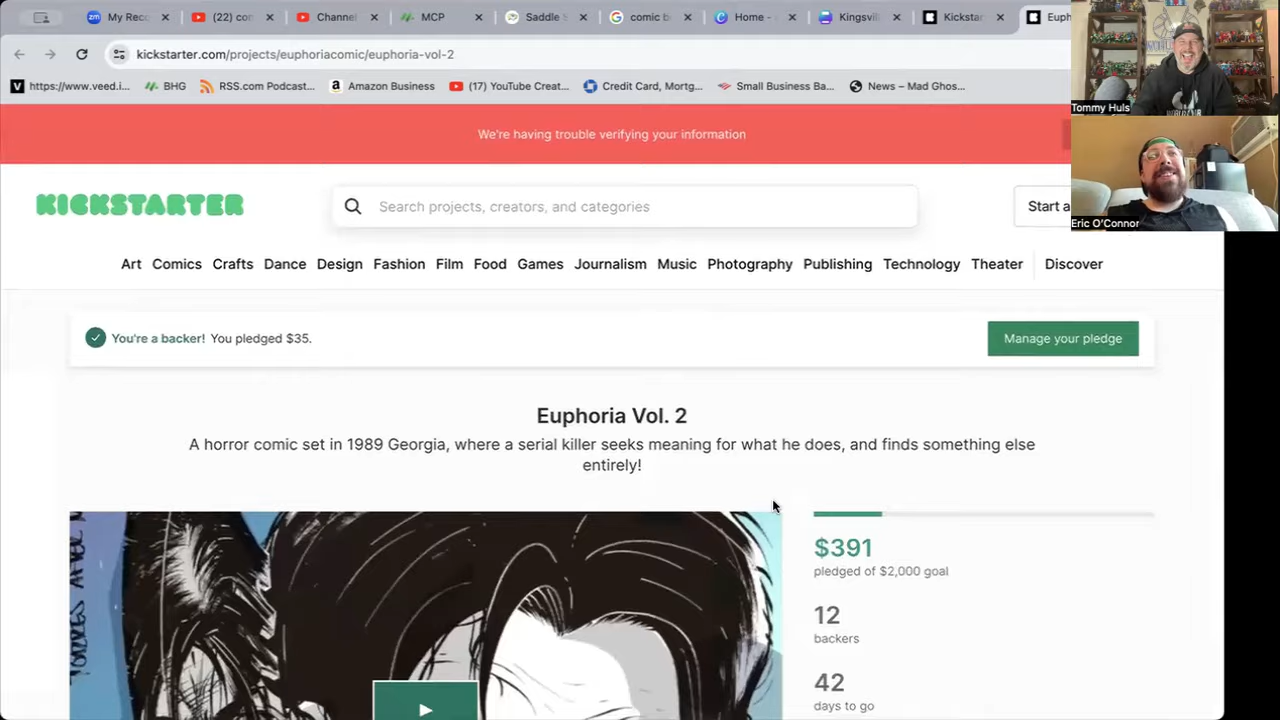 My Reco
(22) con
Channel
MCP
Saddle S
comic b
Home -
Kingsvil
Kickstar
Euph
kickstarter.com/projects/euphoriacomic/euphoria-vol-2
https://www.veed.i...
BHG
RSS.com Podcast...
Amazon Business
(17) YouTube Creat...
Credit Card, Mortg...
Small Business Ba...
News – Mad Ghos...
Tommy Huls
We're having trouble verifying your information
KICKSTARTER
Search projects, creators, and categories
Start a
Eric O'Connor
Art Comics Crafts Dance Design Fashion Film Food Games Journalism Music Photography Publishing Technology Theater Discover
You're a backer! You pledged $35.
Manage your pledge
Euphoria Vol. 2
A horror comic set in 1989 Georgia, where a serial killer seeks meaning for what he does, and finds something else
entirely!
$391
pledged of $2,000 goal
12
backers
42
days to go